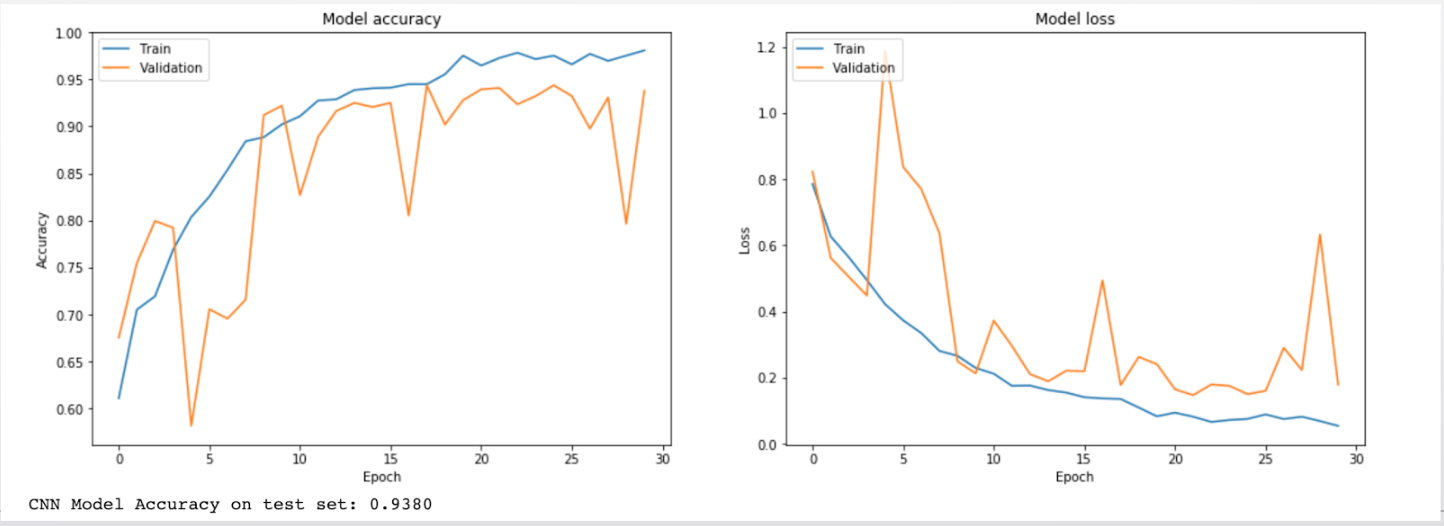 Model accuracy
Train
Validation
1.00
0.95
0.90
0.85
0.80
0.75
0.70
0.65
0.60
Accuracy
0
5
10
15
20
25
30
Epoch
Model loss
Train
Validation
1.2
1.0
0.8
0.6
0.4
0.2
0.0
Loss
0
5
10
15
20
25
30
Epoch
CNN Model Accuracy on test set: 0.9380